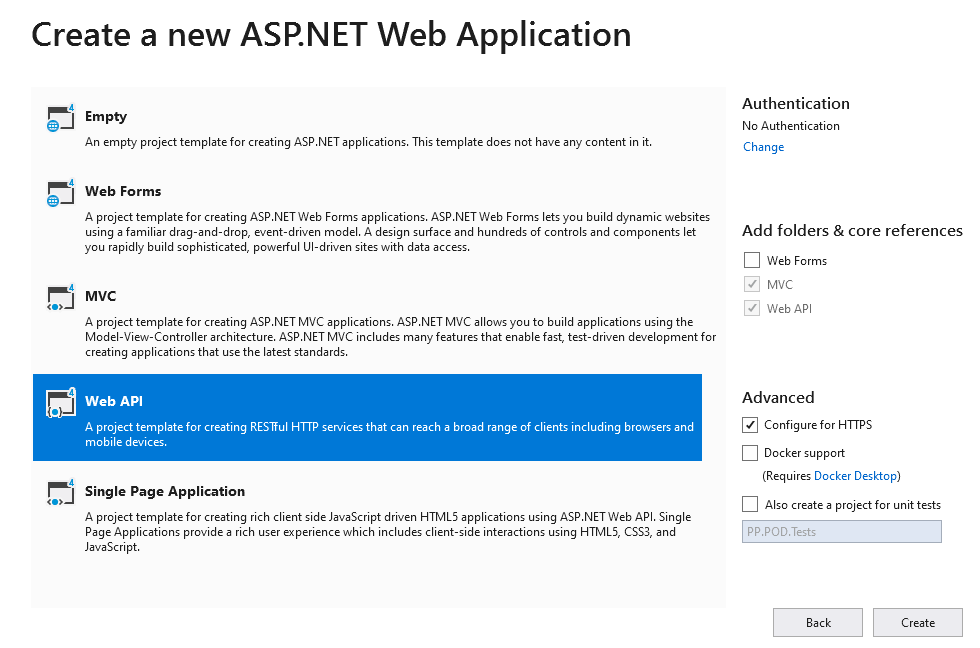 Create a new ASP.NET Web Application
4
Empty
An empty project template for creating ASP.NET applications. This template does not have any content in it.
4
Web Forms
A project template for creating ASP.NET Web Forms applications. ASP.NET Web Forms lets you build dynamic websites
using a familiar drag-and-drop, event-driven model. A design surface and hundreds of controls and components let
you rapidly build sophisticated, powerful UI-driven sites with data access.
4
MVC
A project template for creating ASP.NET MVC applications. ASP.NET MVC allows you to build applications using the
Model-View-Controller architecture. ASP.NET MVC includes many features that enable fast, test-driven development for
creating applications that use the latest standards.
4
Web API
A project template for creating RESTful HTTP services that can reach a broad range of clients including browsers and
mobile devices.
4
Single Page Application
A project template for creating rich client side JavaScript driven HTML5 applications using ASP.NET Web API. Single
Page Applications provide a rich user experience which includes client-side interactions using HTML5, CSS3, and
JavaScript.
Authentication
No Authentication
Change
Add folders & core references
Web Forms
MVC
Web API
Advanced
Configure for HTTPS
Docker support
(Requires Docker Desktop)
Also create a project for unit tests
PP.POD.Tests
Back
Create